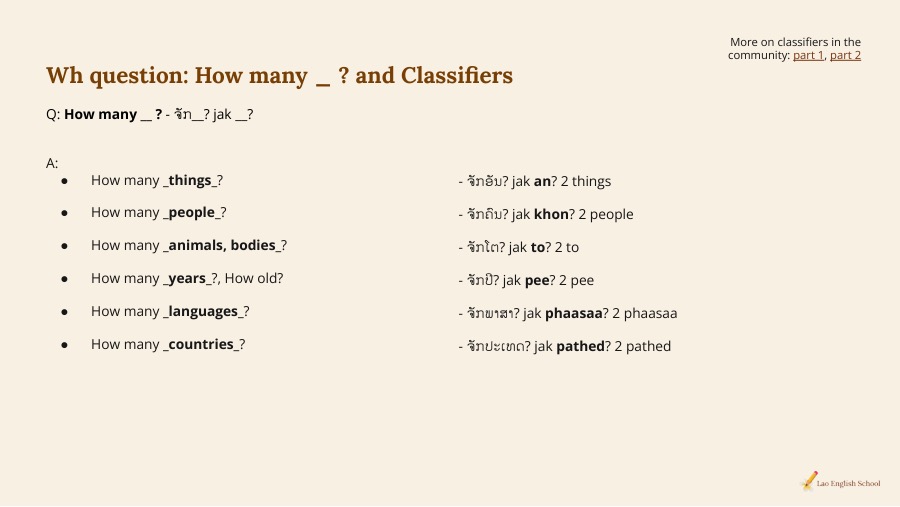 More on classifiers in the
community: part 1, part 2
Wh question: How many _ ? and Classifiers
Q: How many __ ? - ຈັກ__? jak __?
A:
● How many _things_? - ຈັກອັນ? jak an? 2 things
● How many _people_? - ຈັກຄົນ? jak khon? 2 people
● How many _animals, bodies_? - ຈັກໂຕ? jak to? 2 to
● How many _years_?, How old? - ຈັກປີ? jak pee? 2 pee
● How many _languages_? - ຈັກພາສາ? jak phaasaa? 2 phaasaa
● How many _countries_? - ຈັກປະເທດ? jak pathed? 2 pathed
Lao English School